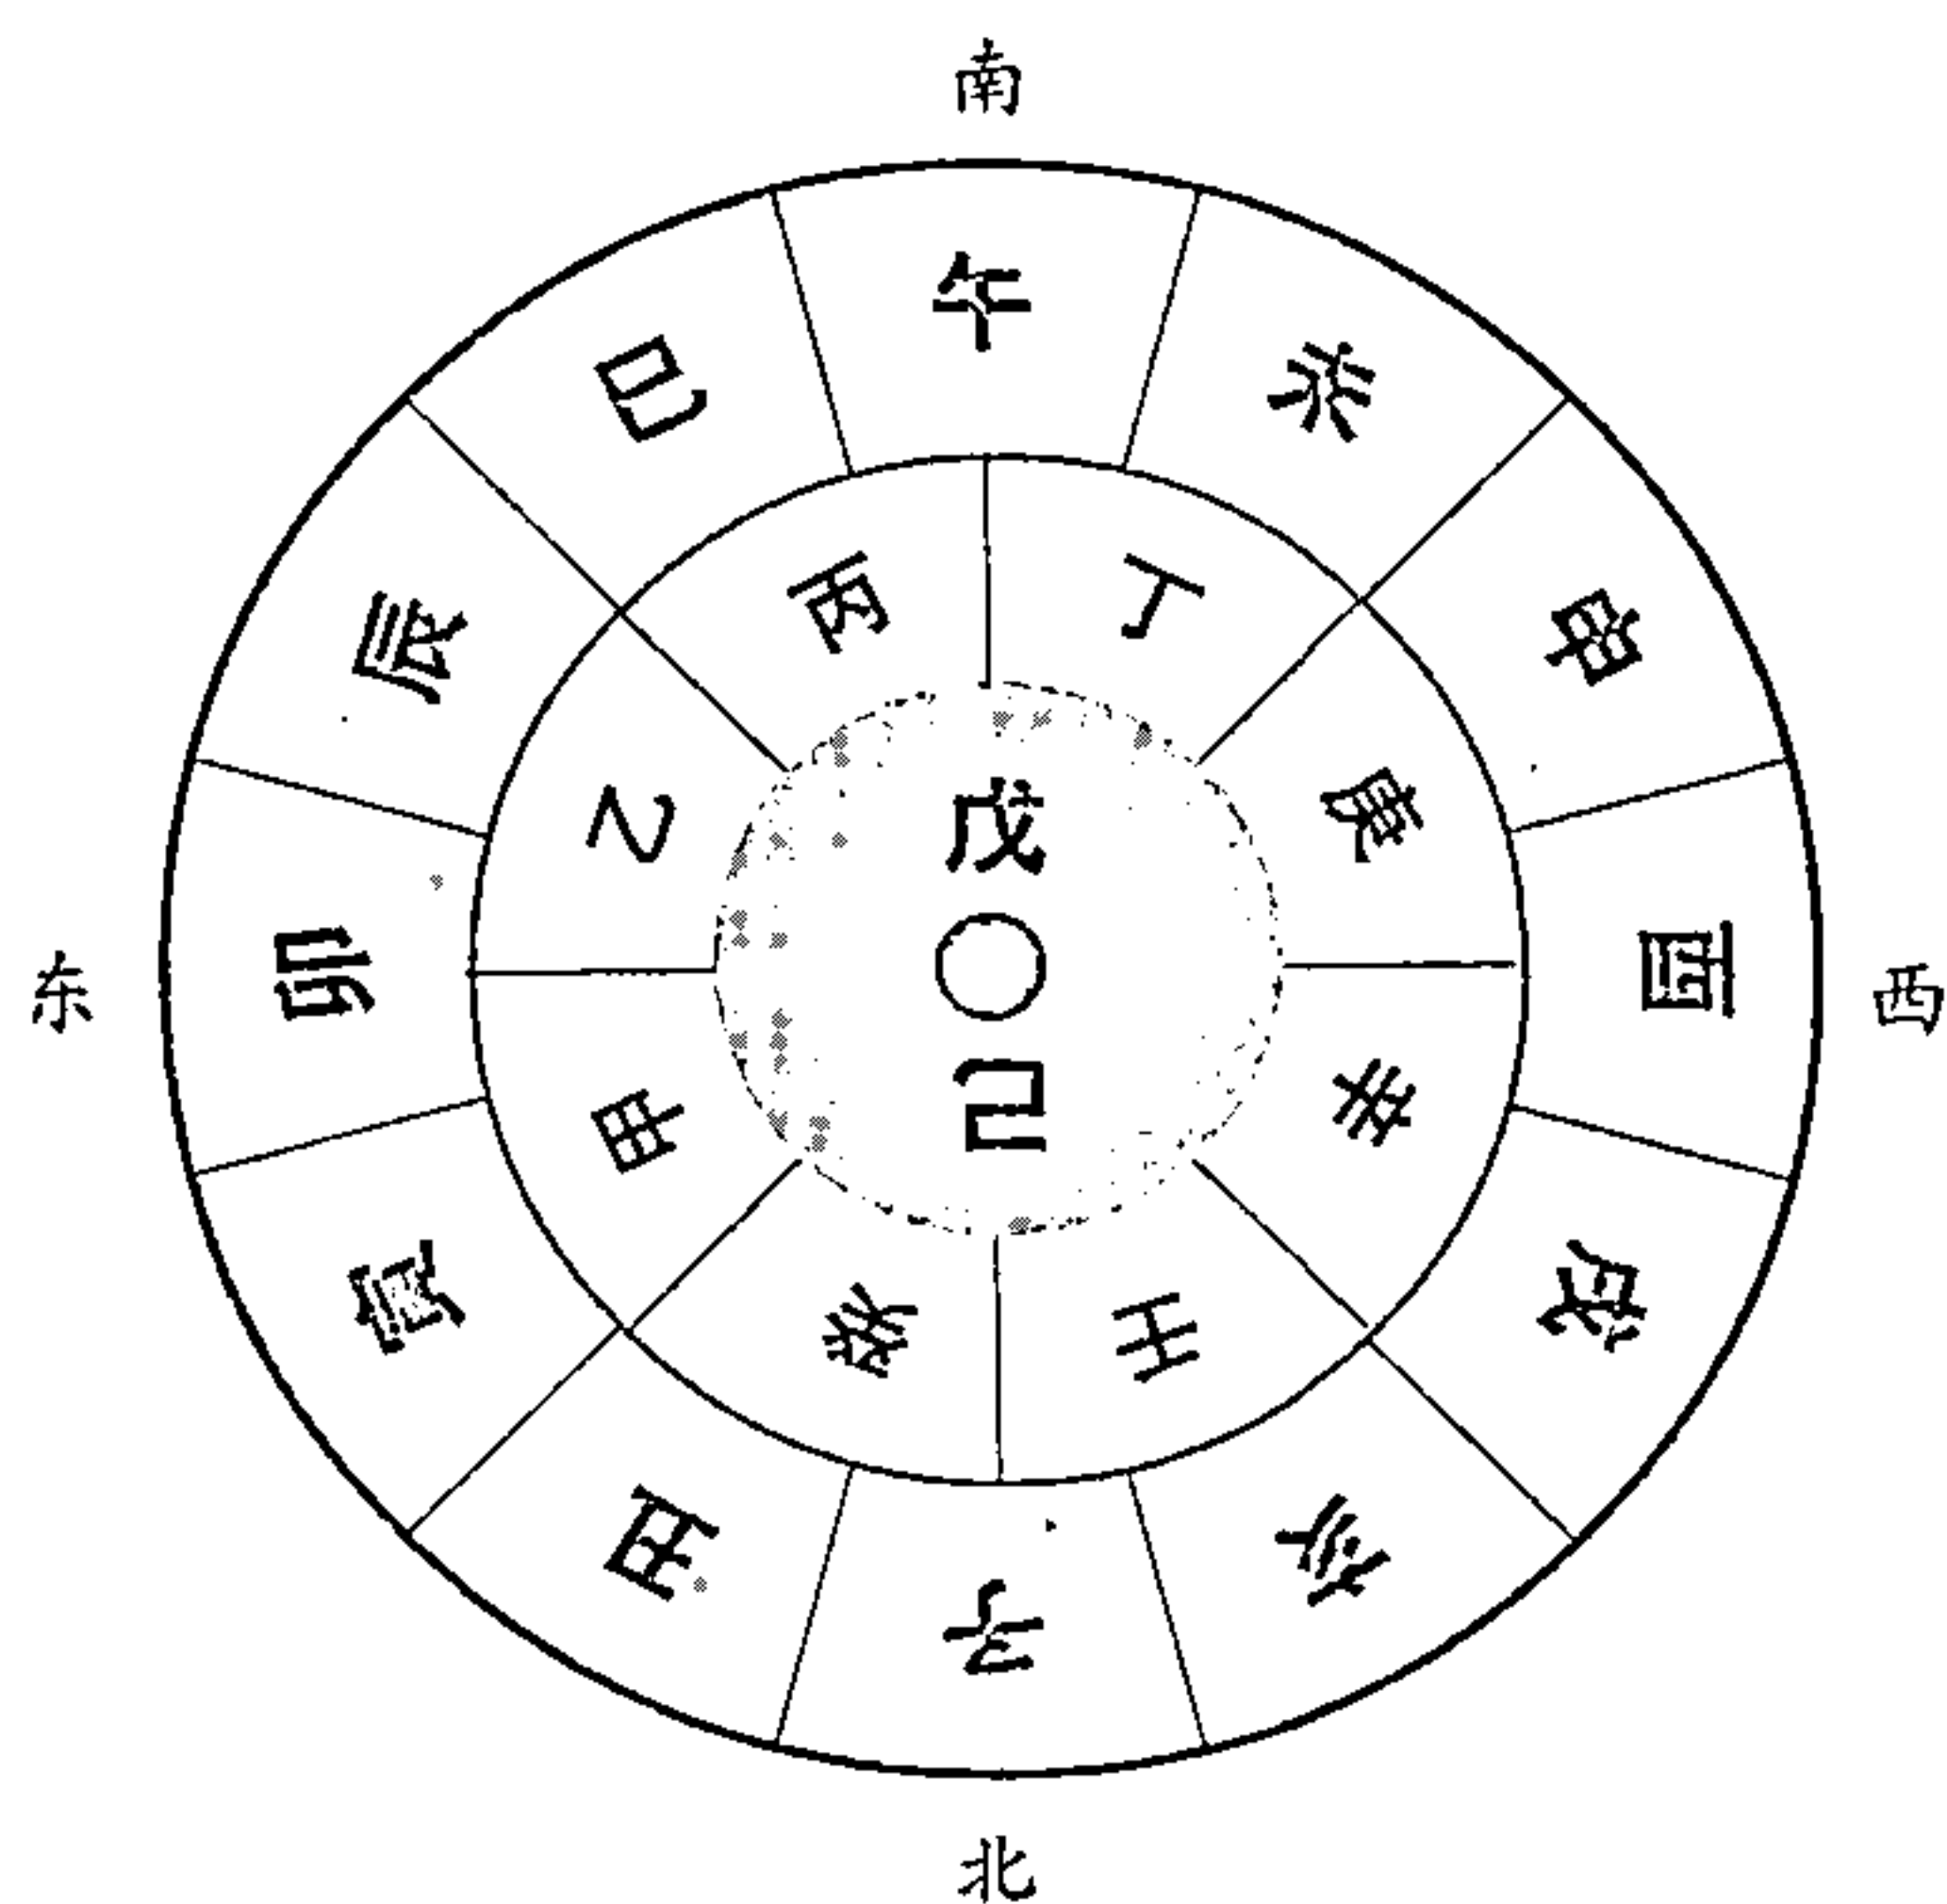 南
午
未
申
酉
戌
亥
子
丑
寅
卯
辰
巳
丙
丁
庚
辛
壬
癸
甲
乙
戊
己
东
西
北